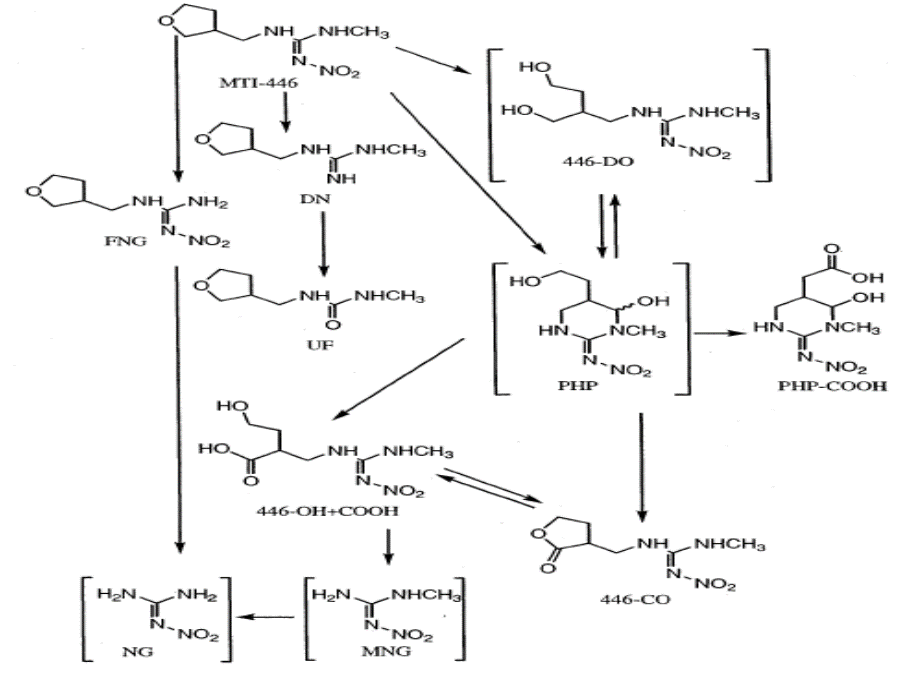 O NH NHCH3
N NO2
MTI-446
HO
HO NH NHCH3
N NO2
446-DO
O NH NHCH3
NH
DN
O NH NH2
N NO2
FNG
O NH NHCH3
O
UF
HO
OH
HN NCH3
N NO2
PHP
O
OH
OH
HN NCH3
N NO2
PHP-COOH
HO
HO NH NHCH3
O N NO2
446-OH+COOH
O NH NHCH3
O N NO2
446-CO
H2N NH2
N NO2
NG
H2N NHCH3
N NO2
MNG